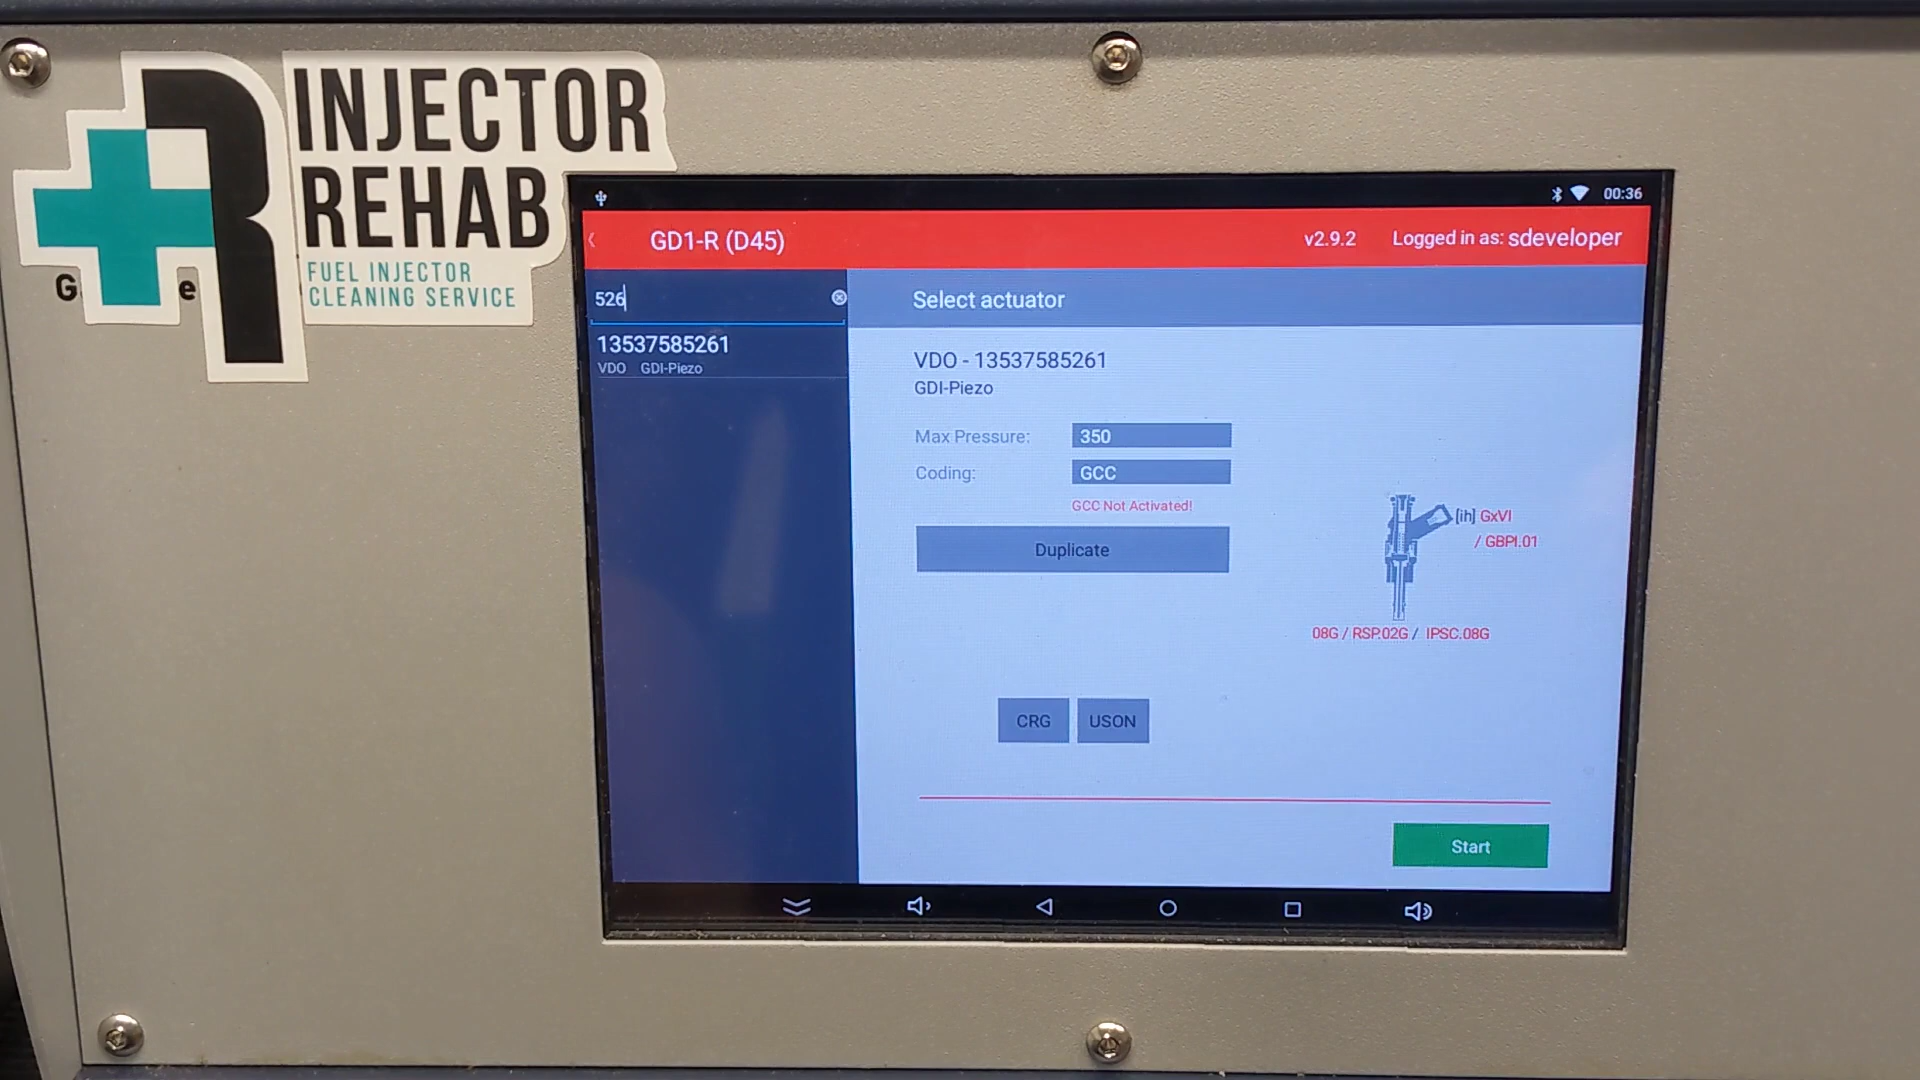 INJECTOR
REHAB
FUEL INJECTOR
CLEANING SERVICE
G
e
00:36
GD1-R (D45)
v2.9.2
Logged in as: sdeveloper
526
Select actuator
13537585261
VDO GDI-Piezo
VDO - 13537585261
GDI-Piezo
Max Pressure: 350
Coding: GCC
GCC Not Activated!
Duplicate
[ih] GxVI
/ GBPI.01
08G / RSP.02G / IPSC.08G
CRG
USON
Start